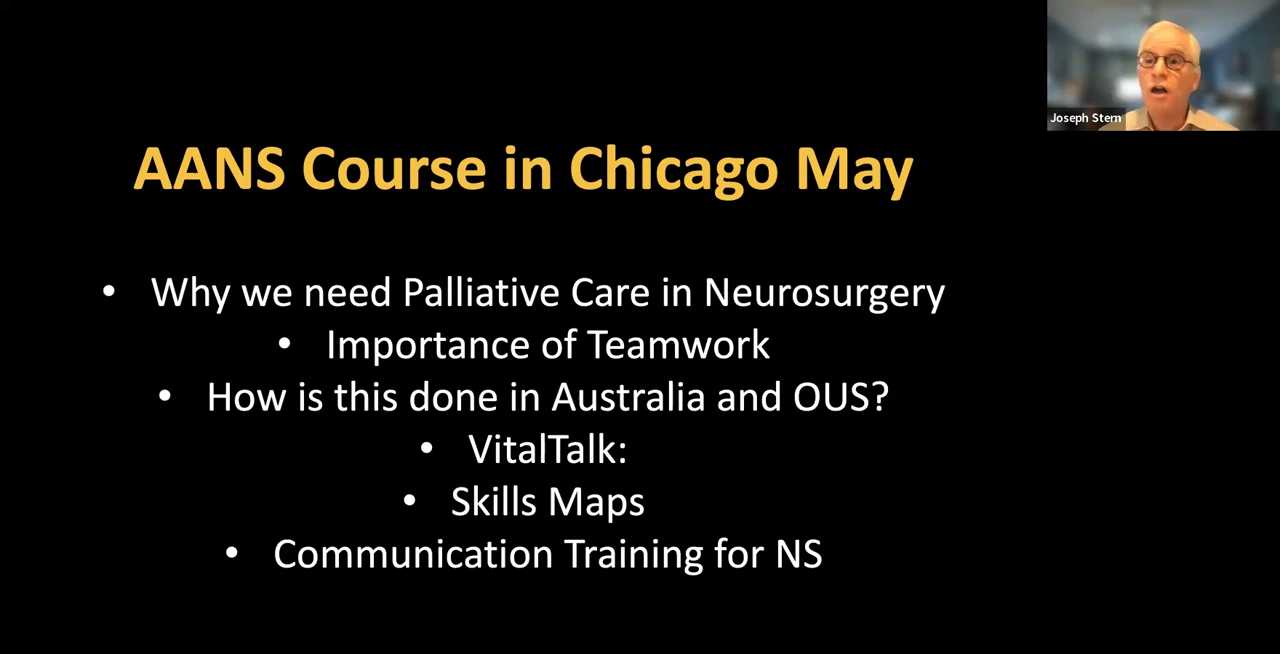 Joseph Stern
AANS Course in Chicago May
• Why we need Palliative Care in Neurosurgery
• Importance of Teamwork
• How is this done in Australia and OUS?
• VitalTalk:
• Skills Maps
• Communication Training for NS